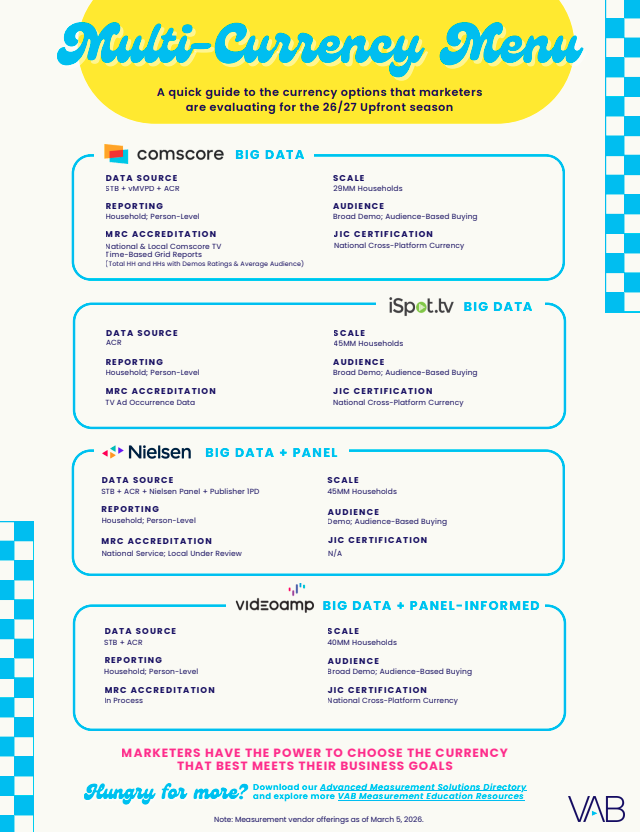 Multi-Currency Menu
A quick guide to the currency options that marketers
are evaluating for the 26/27 Upfront season
comscore BIG DATA
DATA SOURCE
STB + vMVPD + ACR
SCALE
29MM Households
REPORTING
Household; Person-Level
AUDIENCE
Broad Demo; Audience-Based Buying
MRC ACCREDITATION
National & Local Comscore TV
Time-Based Grid Reports
(Total HH and HHs with Demos Ratings & Average Audience)
JIC CERTIFICATION
National Cross-Platform Currency
iSpot.tv BIG DATA
DATA SOURCE
ACR
SCALE
45MM Households
REPORTING
Household; Person-Level
AUDIENCE
Broad Demo; Audience-Based Buying
MRC ACCREDITATION
TV Ad Occurrence Data
JIC CERTIFICATION
National Cross-Platform Currency
Nielsen BIG DATA + PANEL
DATA SOURCE
STB + ACR + Nielsen Panel + Publisher 1PD
SCALE
45MM Households
REPORTING
Household; Person-Level
AUDIENCE
Demo; Audience-Based Buying
MRC ACCREDITATION
National Service; Local Under Review
JIC CERTIFICATION
N/A
videoamp BIG DATA + PANEL-INFORMED
DATA SOURCE
STB + ACR
SCALE
40MM Households
REPORTING
Household; Person-Level
AUDIENCE
Broad Demo; Audience-Based Buying
MRC ACCREDITATION
In Process
JIC CERTIFICATION
National Cross-Platform Currency
MARKETERS HAVE THE POWER TO CHOOSE THE CURRENCY
THAT BEST MEETS THEIR BUSINESS GOALS
Hungry for more?
Download our Advanced Measurement Solutions Directory
and explore more VAB Measurement Education Resources
VAB
Note: Measurement vendor offerings as of March 5, 2026.